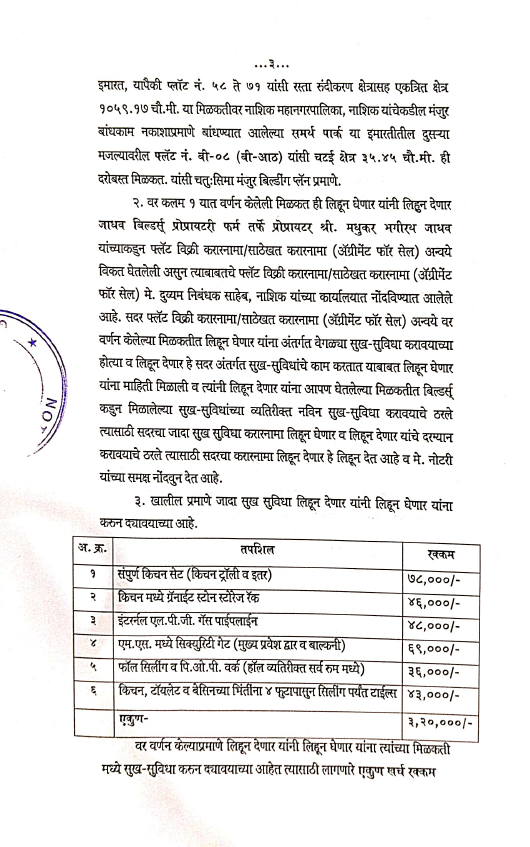 ...३...
इमारत, यापैकी प्लॉट नं. ५८ ते ७१ यांसी रस्ता रुंदीकरण क्षेत्रासह एकत्रित क्षेत्र
१०५९.१७ चौ.मी. या मिळकतीवर नाशिक महानगरपालिका, नाशिक यांचेकडील मंजुर
बांधकाम नकाशाप्रमाणे बांधण्यात आलेल्या समर्थ पार्क या इमारतीतील दुसऱ्या
मजल्यावरील फ्लॅट नं. बी-०८ (बी-आठ) यांसी चटई क्षेत्र ३५.४५ चौ.मी. ही
दरोबस्त मिळकत. यांसी चतुःसिमा मंजुर बिल्डींग प्लॅन प्रमाणे.
२. वर कलम १ यात वर्णन केलेली मिळकत ही लिहून घेणार यांनी लिहुन देणार
जाधव बिल्डर्स् प्रोप्रायटरी फर्म तर्फे प्रोप्रायटर श्री. मधुकर भगीरथ जाधव
यांच्याकडुन फ्लॅट विक्री करारनामा/साठेखत करारनामा (अ‍ॅग्रीमेंट फॉर सेल) अन्वये
विकत घेतलेली असुन त्याबाबतचे फ्लॅट विक्री करारनामा/साठेखत करारनामा (अ‍ॅग्रीमेंट
फॉर सेल) मे. दुय्यम निबंधक साहेब, नाशिक यांच्या कार्यालयात नोंदविण्यात आलेले
आहे. सदर फ्लॅट विक्री करारनामा/साठेखत करारनामा (अ‍ॅग्रीमेंट फॉर सेल) अन्वये वर
वर्णन केलेल्या मिळकतीत लिहून घेणार यांना अंतर्गत वेगळ्या सुख-सुविधा करावयाच्या
होत्या व लिहून देणार हे सदर अंतर्गत सुख-सुविधांचे काम करतात याबाबत लिहून घेणार
यांना माहिती मिळाली व त्यांनी लिहून देणार यांना आपण घेतलेल्या मिळकतीत बिल्डर्स्
कडुन मिळालेल्या सुख-सुविधांच्या व्यतिरीक्त नविन सुख-सुविधा करावयाचे ठरले
त्यासाठी सदरचा जादा सुख सुविधा करारनामा लिहून घेणार व लिहून देणार यांचे दरम्यान
करावयाचे ठरले त्यासाठी सदरचा करारनामा लिहून देणार हे लिहून देत आहे व मे. नोटरी
यांच्या समक्ष नोंदवुन देत आहे.
३. खालील प्रमाणे जादा सुख सुविधा लिहून देणार यांनी लिहून घेणार यांना
करुन द्यावयाच्या आहे.
अ. क्र. तपशिल रक्कम
१ संपुर्ण किचन सेट (किचन ट्रॉली व इतर) ७८,०००/-
२ किचन मध्ये ग्रॅनाईट स्टोन स्टोरेज रॅक ४६,०००/-
३ इंटरनॅल एल.पी.जी. गॅस पाईपलाईन ४८,०००/-
४ एम.एस. मध्ये सिक्युरिटी गेट (मुख्य प्रवेश द्वार व बाल्कनी) ६९,०००/-
५ फॉल सिलींग व पि.ओ.पी. वर्क (हॉल व्यतिरीक्त सर्व रुम मध्ये) ३६,०००/-
६ किचन, टॉयलेट व बेसिनच्या भिंतीना ४ फुटापासुन सिलींग पर्यंत टाईल्स ४३,०००/-
एकुण- ३,२०,०००/-
वर वर्णन केल्याप्रमाणे लिहून देणार यांनी लिहून घेणार यांना त्यांच्या मिळकती
मध्ये सुख-सुविधा करुन द्यावयाच्या आहेत त्यासाठी लागणारे एकुण खर्च रक्कम
NOT